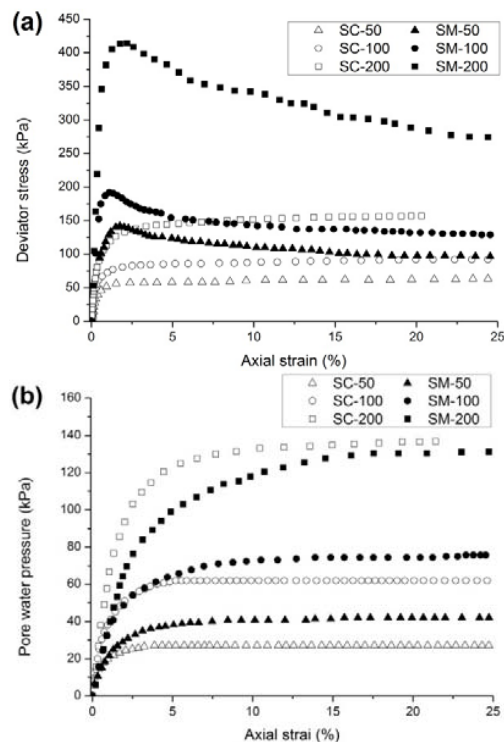 (a)
450
400
350
300
250
200
150
100
50
0
Deviator stress (kPa)
SC-50 SM-50
SC-100 SM-100
SC-200 SM-200
0 5 10 15 20 25
Axial strain (%)
(b)
160
140
120
100
80
60
40
20
0
Pore water pressure (kPa)
SC-50 SM-50
SC-100 SM-100
SC-200 SM-200
0 5 10 15 20 25
Axial strai (%)